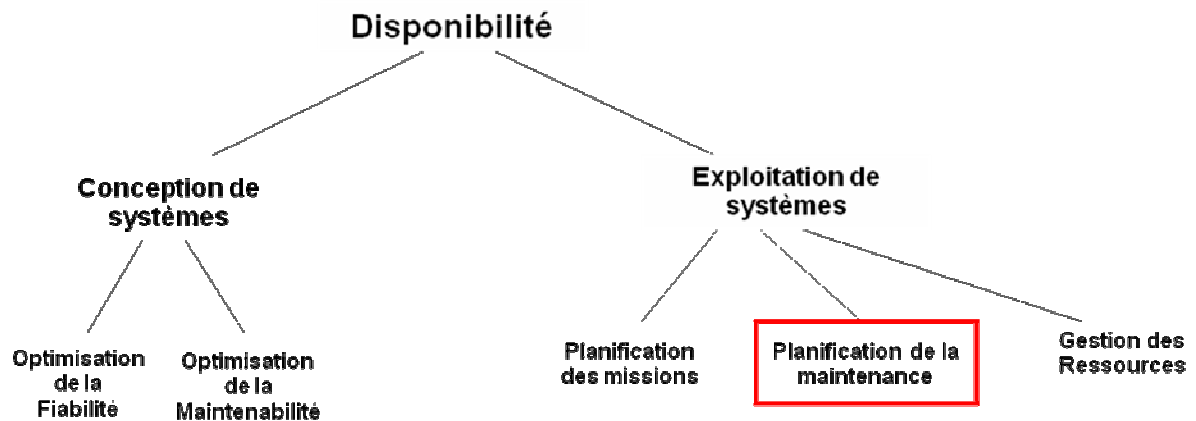 Disponibilité
Conception de
systèmes
Exploitation de
systèmes
Optimisation
de la
Fiabilité
Optimisation
de la
Maintenabilité
Planification
des missions
Planification de la
maintenance
Gestion des
Ressources